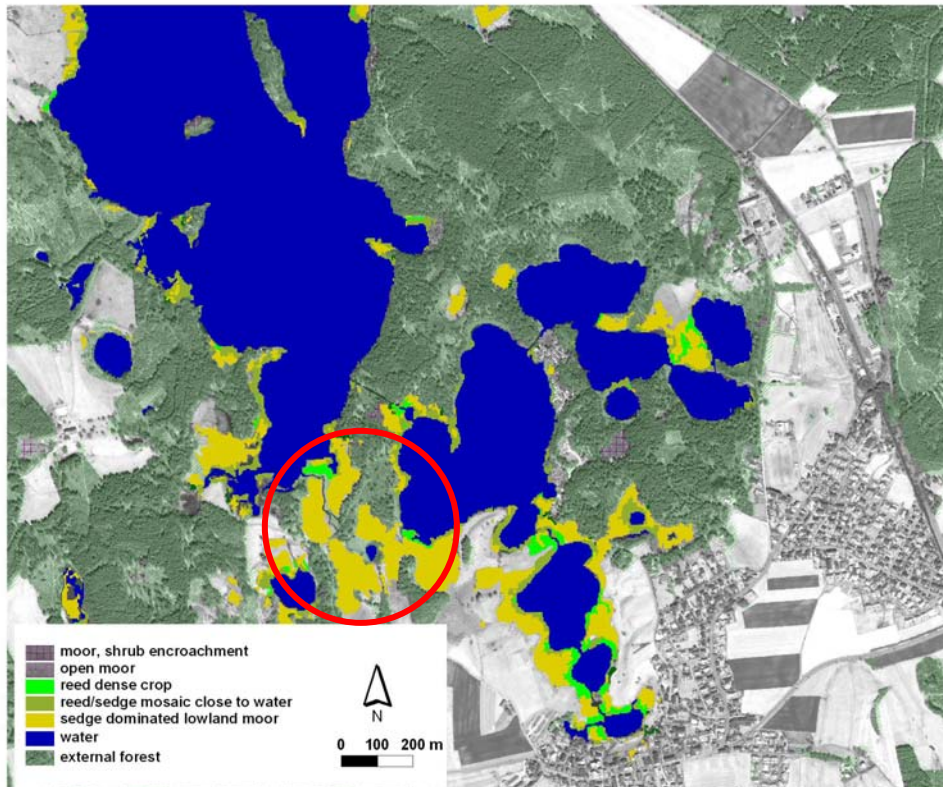 moor, shrub encroachment
open moor
reed dense crop
reed/sedge mosaic close to water
sedge dominated lowland moor
water
external forest
N
0 100 200 m